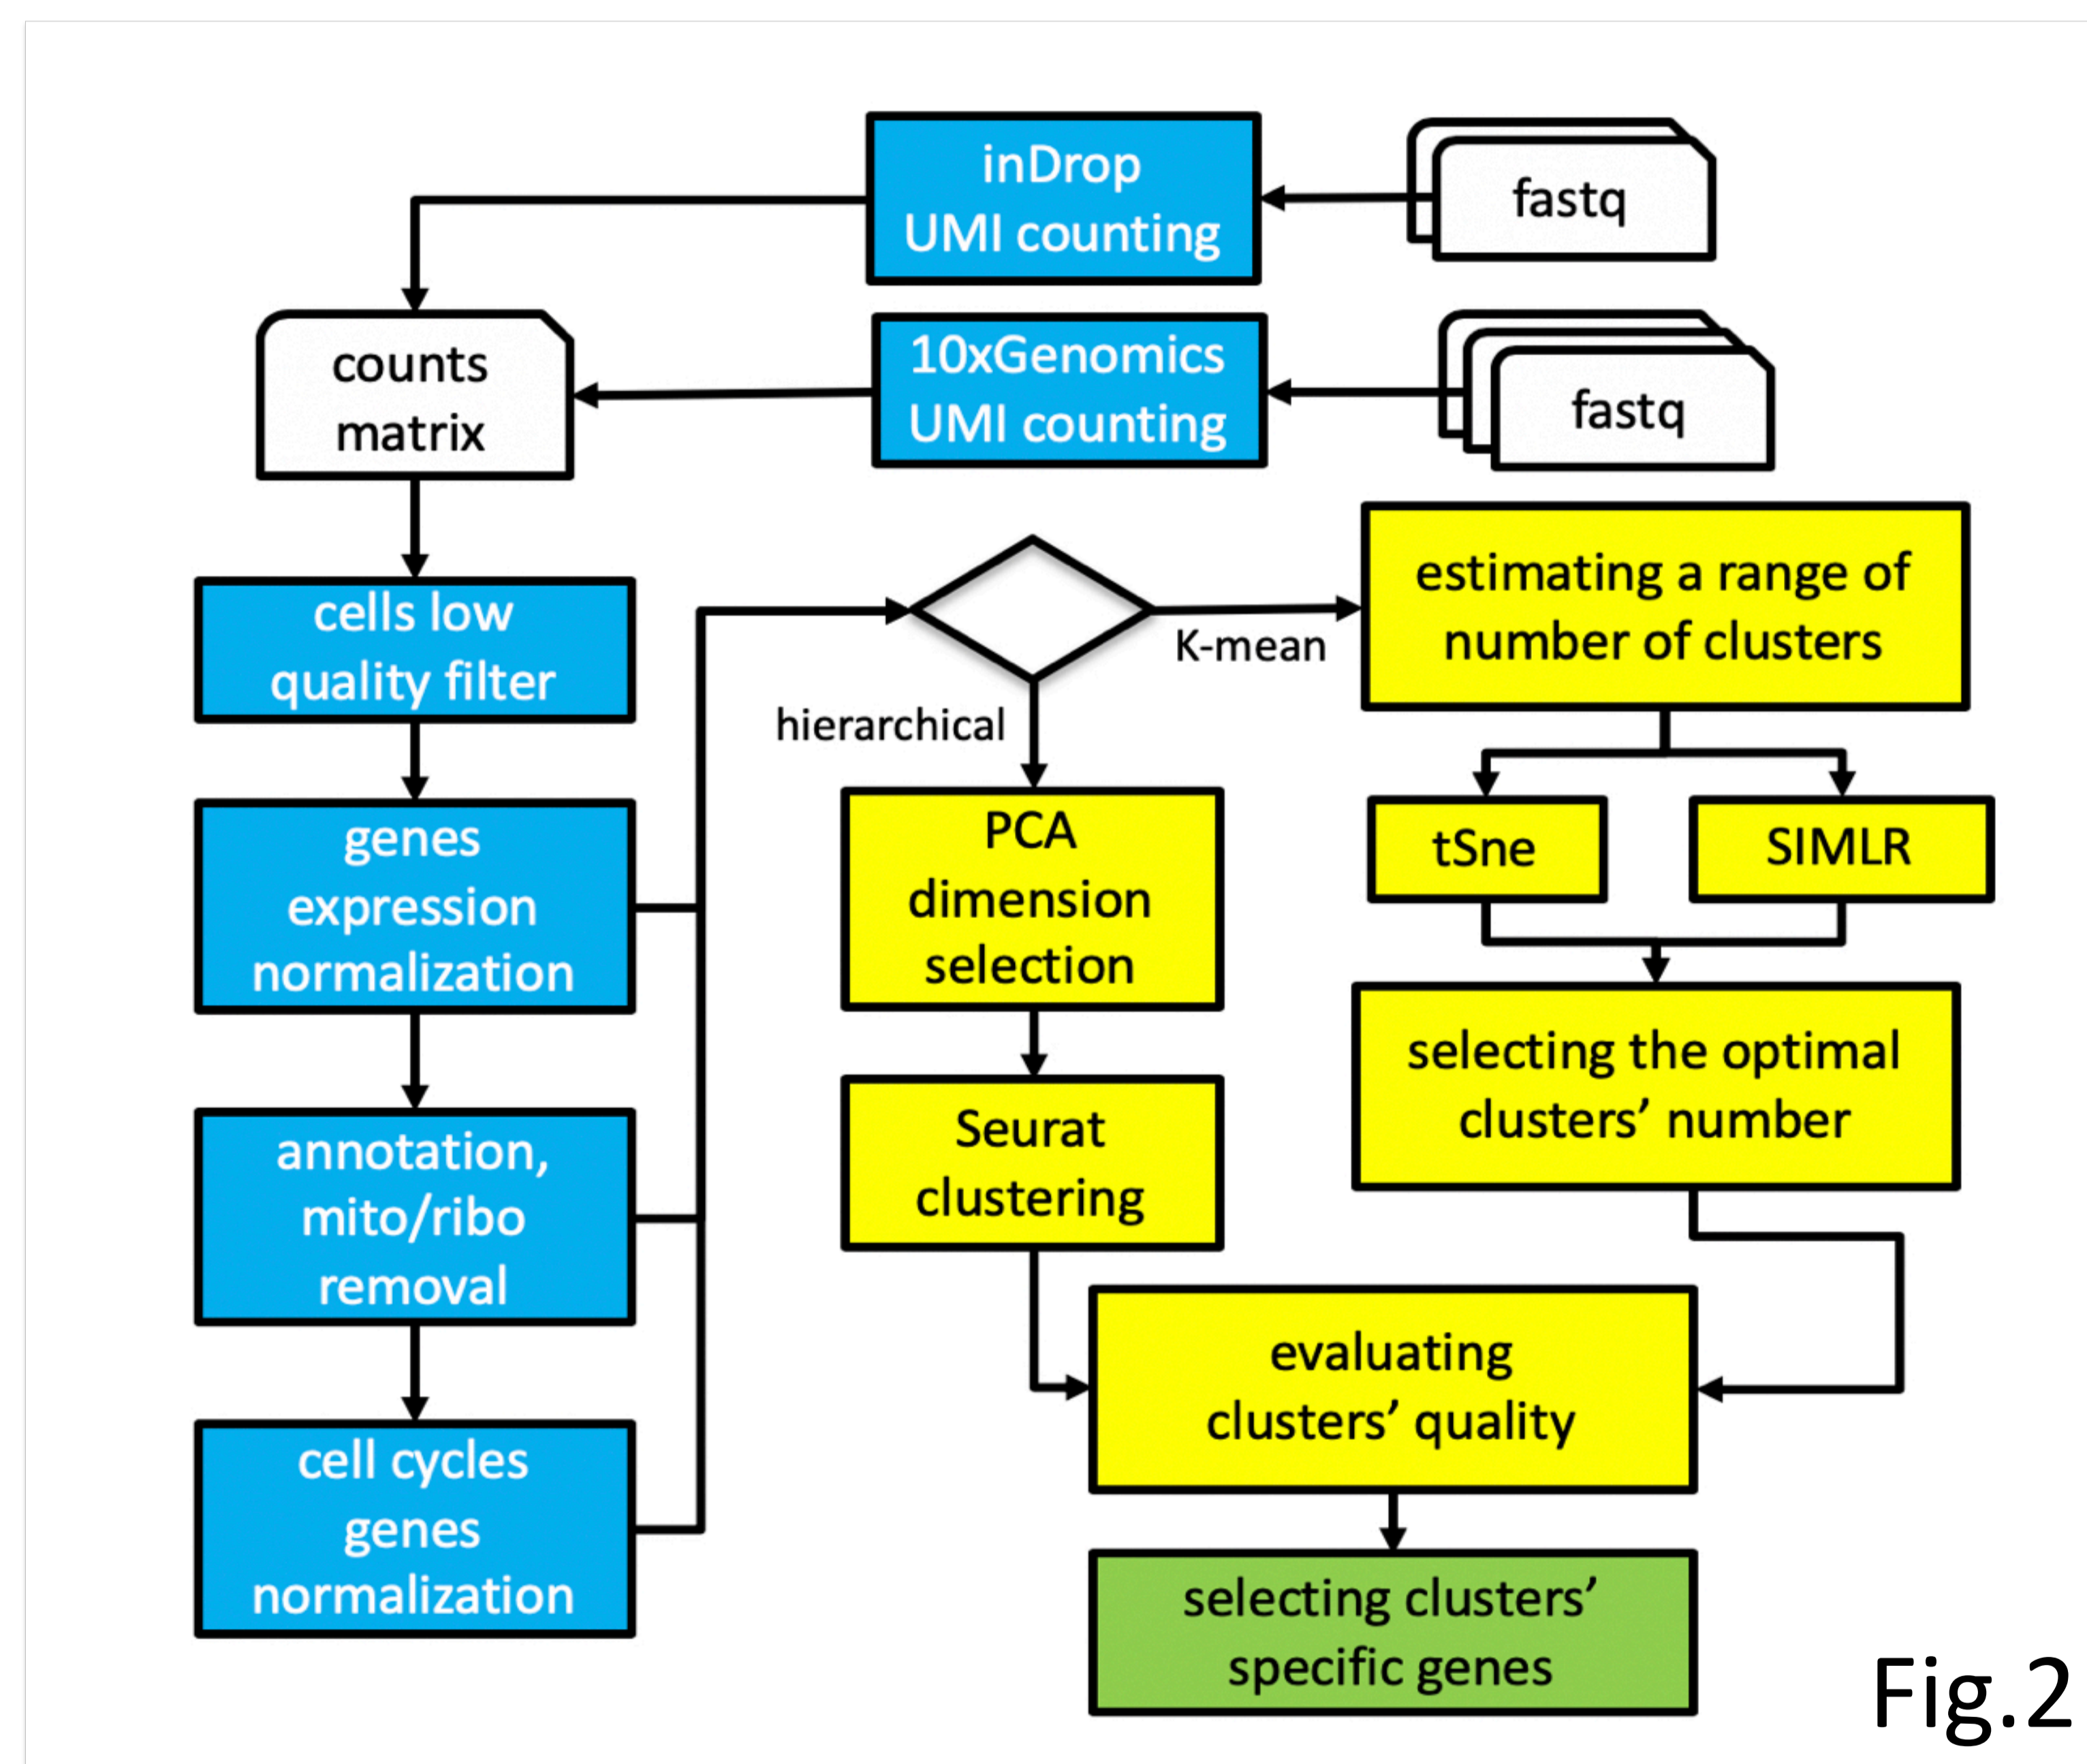 inDrop
UMI counting
fastq
counts
matrix
10xGenomics
UMI counting
fastq
cells low
quality filter
K-mean
estimating a range of
number of clusters
hierarchical
genes
expression
normalization
PCA
dimension
selection
tSne
SIMLR
annotation,
mito/ribo
removal
Seurat
clustering
selecting the optimal
clusters’ number
cell cycles
genes
normalization
evaluating
clusters’ quality
selecting clusters’
specific genes
Fig.2